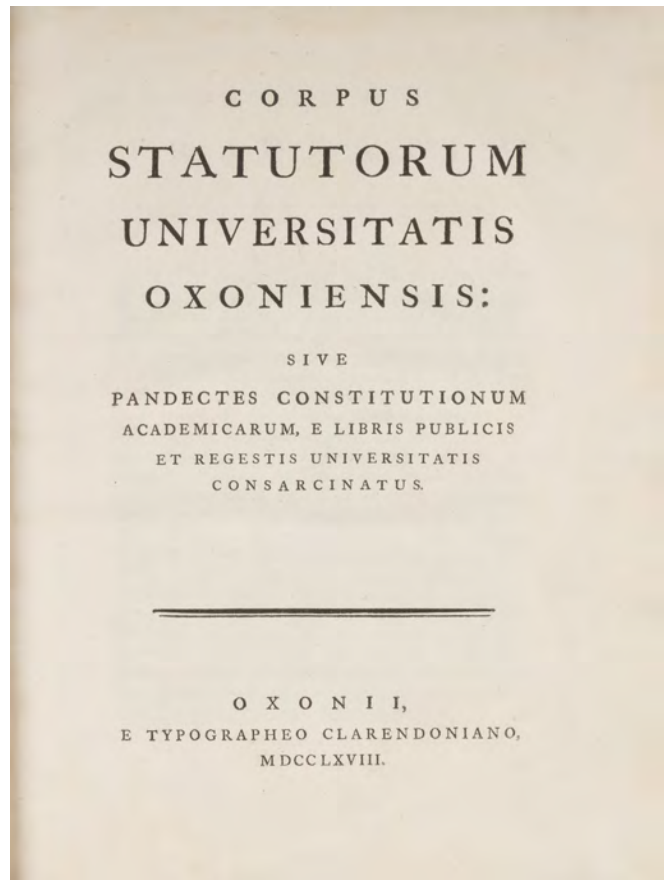 CORPUS
STATUTORUM
UNIVERSITATIS
OXONIENSIS:
SIVE
PANDECTES CONSTITUTIONUM
ACADEMICARUM, E LIBRIS PUBLICIS
ET REGESTIS UNIVERSITATIS
CONSARCINATUS.
OXONII,
E TYPOGRAPHEO CLARENDONIANO,
MDCCLXVIII.